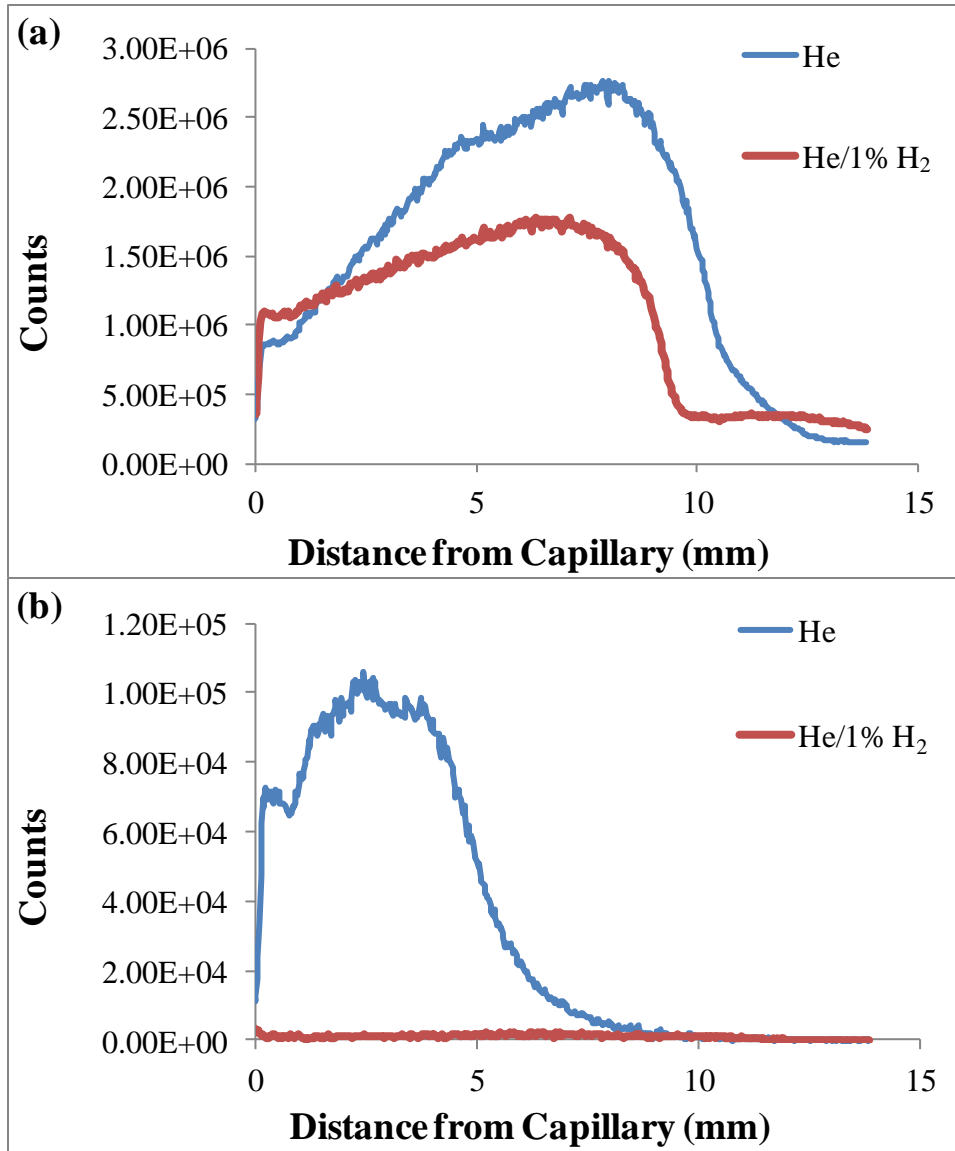 (a)
3.00E+06
2.50E+06
2.00E+06
1.50E+06
1.00E+06
5.00E+05
0.00E+00
Counts
0 5 10 15
Distance from Capillary (mm)
He
He/1% H₂
(b)
1.20E+05
1.00E+05
8.00E+04
6.00E+04
4.00E+04
2.00E+04
0.00E+00
Counts
0 5 10 15
Distance from Capillary (mm)
He
He/1% H₂